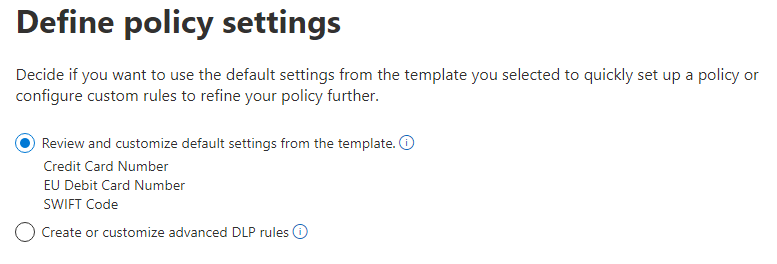 Define policy settings
Decide if you want to use the default settings from the template you selected to quickly set up a policy or
configure custom rules to refine your policy further.
Review and customize default settings from the template.
Credit Card Number
EU Debit Card Number
SWIFT Code
Create or customize advanced DLP rules